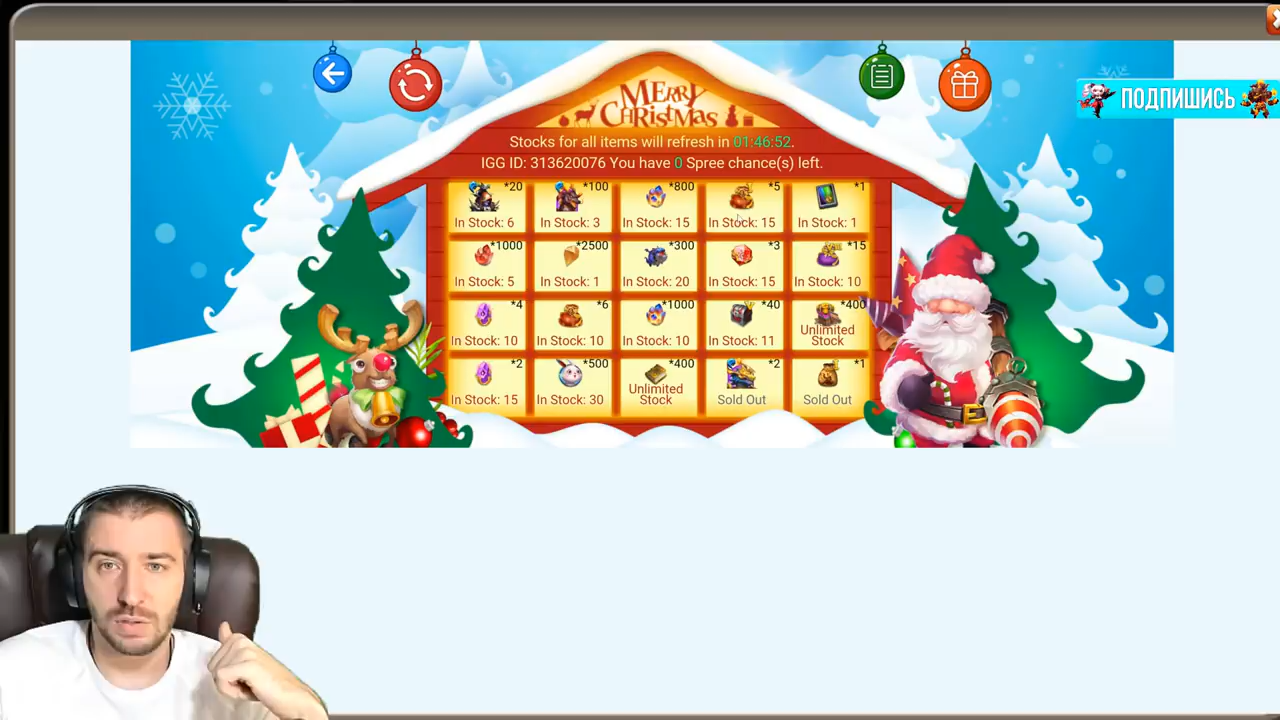 MERRY
CHRISTMAS
Stocks for all items will refresh in 01:46:52.
IGG ID: 313620076 You have 0 Spree chance(s) left.
ПОДПИШИСЬ
*20 *100 *800 *5 *1
In Stock: 6 In Stock: 3 In Stock: 15 In Stock: 15 In Stock: 1
*1000 *2500 *300 *3 *15
In Stock: 5 In Stock: 1 In Stock: 20 In Stock: 15 In Stock: 10
*4 *6 *1000 *40 *400
In Stock: 10 In Stock: 10 In Stock: 10 In Stock: 11 Unlimited
Stock
*2 *500 *400 *2 *1
In Stock: 15 In Stock: 30 Unlimited Sold Out Sold Out
Stock